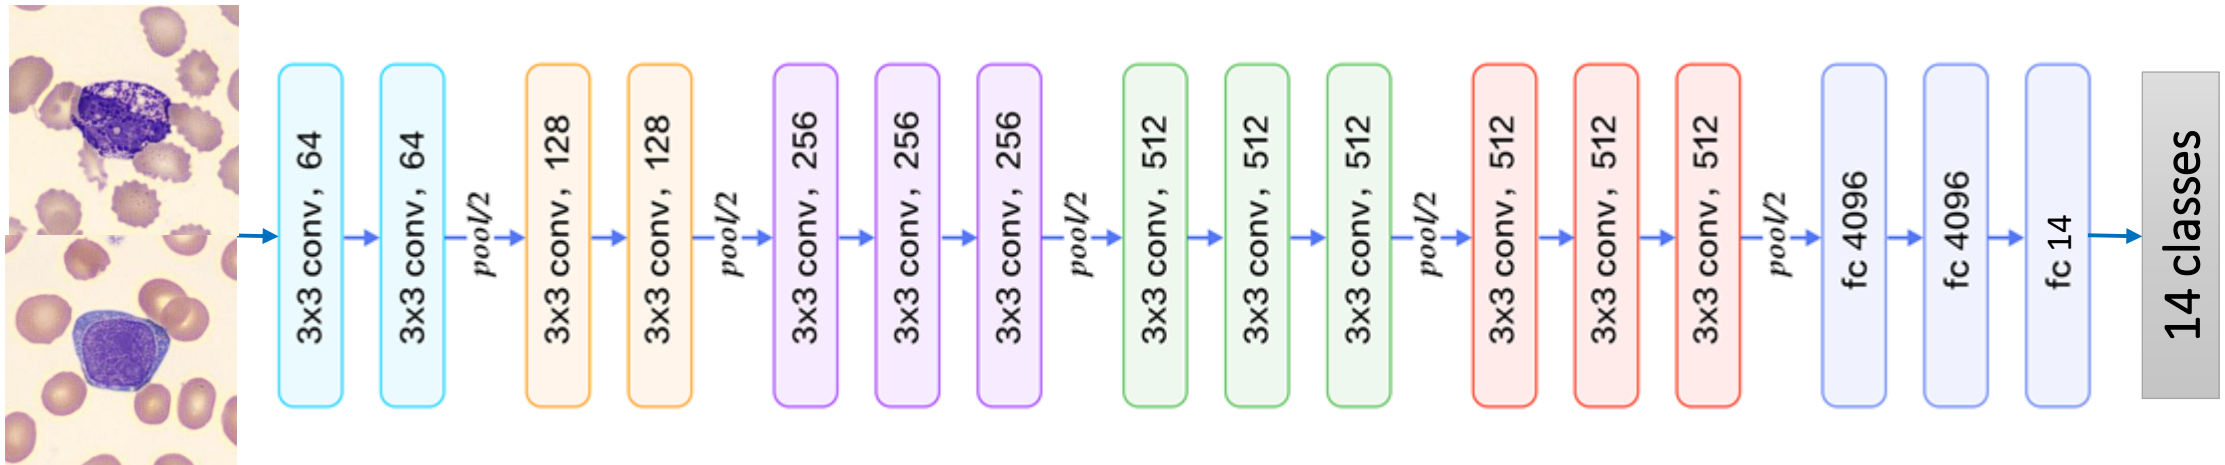 3x3 conv, 64
3x3 conv, 64
pool/2
3x3 conv, 128
3x3 conv, 128
pool/2
3x3 conv, 256
3x3 conv, 256
3x3 conv, 256
pool/2
3x3 conv, 512
3x3 conv, 512
3x3 conv, 512
pool/2
3x3 conv, 512
3x3 conv, 512
3x3 conv, 512
pool/2
fc 4096
fc 4096
fc 14
14 classes